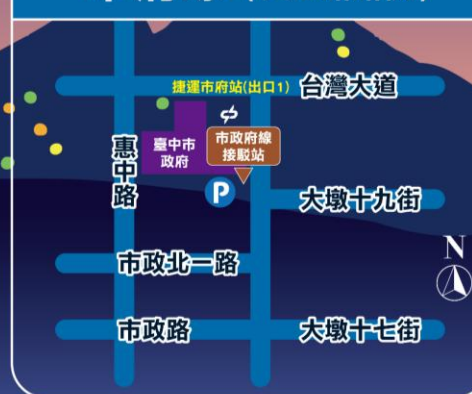 捷運市府站(出口1)
台灣大道
臺中市
政府
市政府線
接駁站
惠中路
P
大墩十九街
N
市政北一路
市政路
大墩十七街